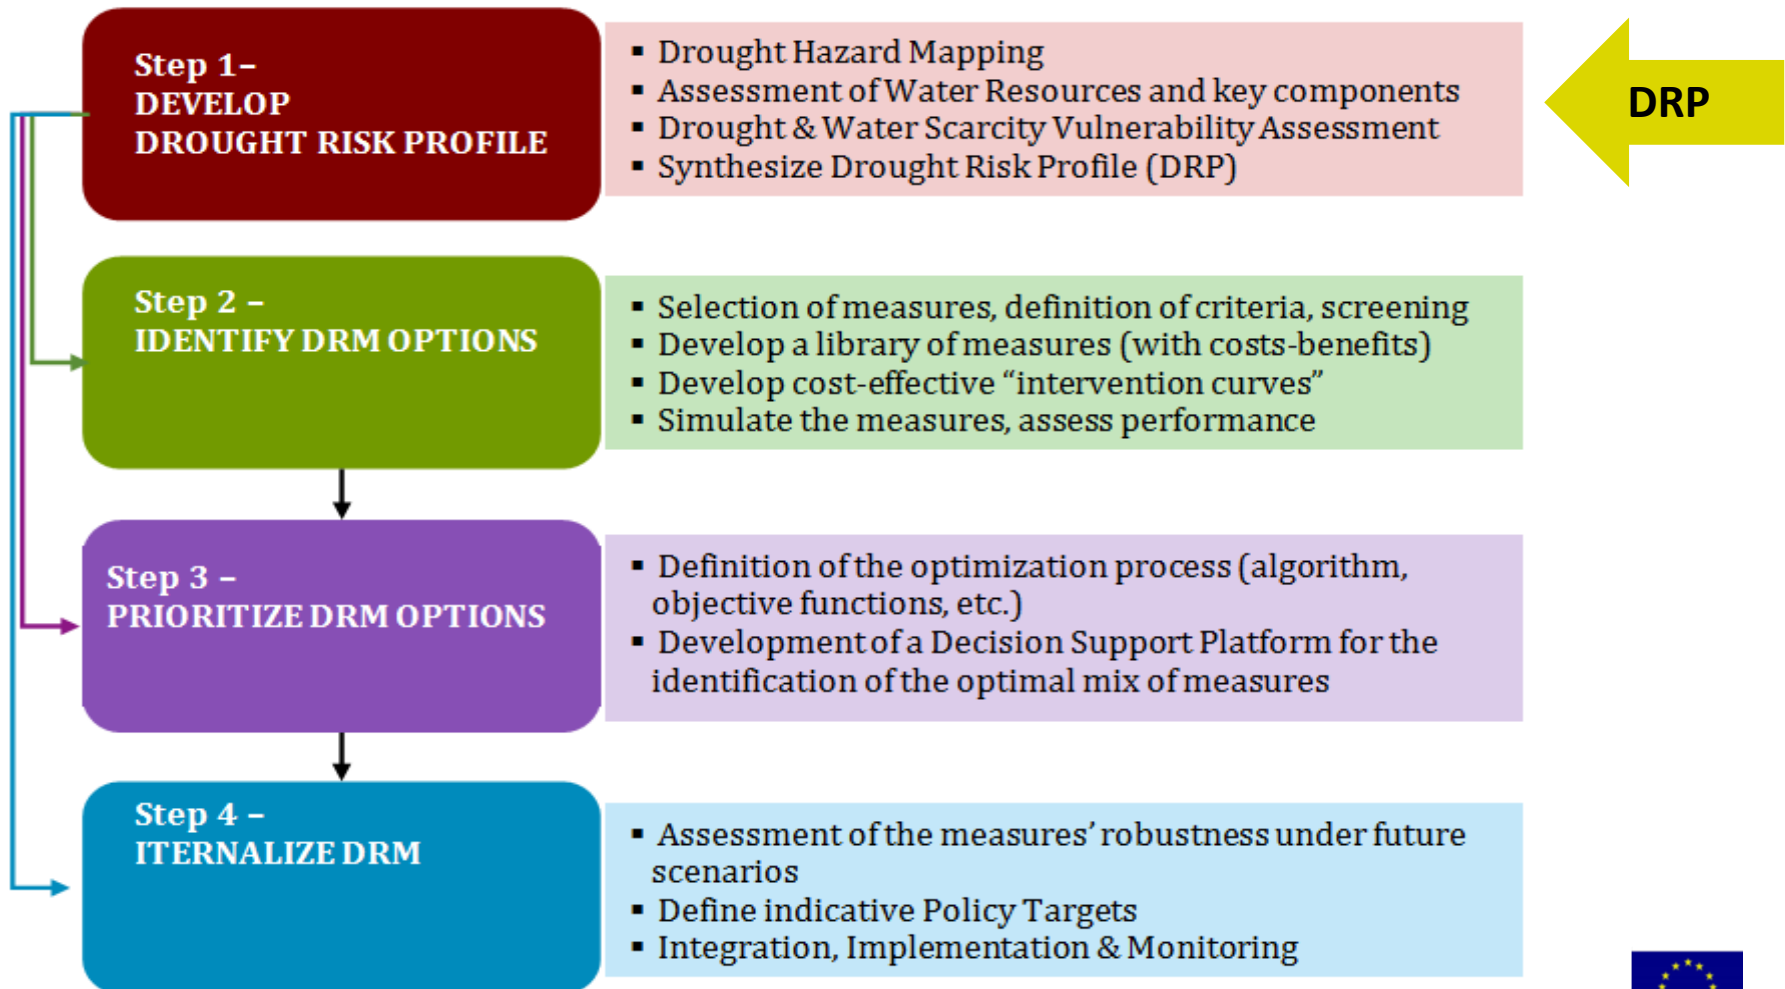 Step 1–
DEVELOP
DROUGHT RISK PROFILE
▪ Drought Hazard Mapping
▪ Assessment of Water Resources and key components
▪ Drought & Water Scarcity Vulnerability Assessment
▪ Synthesize Drought Risk Profile (DRP)
DRP
Step 2 –
IDENTIFY DRM OPTIONS
▪ Selection of measures, definition of criteria, screening
▪ Develop a library of measures (with costs-benefits)
▪ Develop cost-effective “intervention curves”
▪ Simulate the measures, assess performance
Step 3 –
PRIORITIZE DRM OPTIONS
▪ Definition of the optimization process (algorithm,
objective functions, etc.)
▪ Development of a Decision Support Platform for the
identification of the optimal mix of measures
Step 4 –
ITERNALIZE DRM
▪ Assessment of the measures’ robustness under future
scenarios
▪ Define indicative Policy Targets
▪ Integration, Implementation & Monitoring